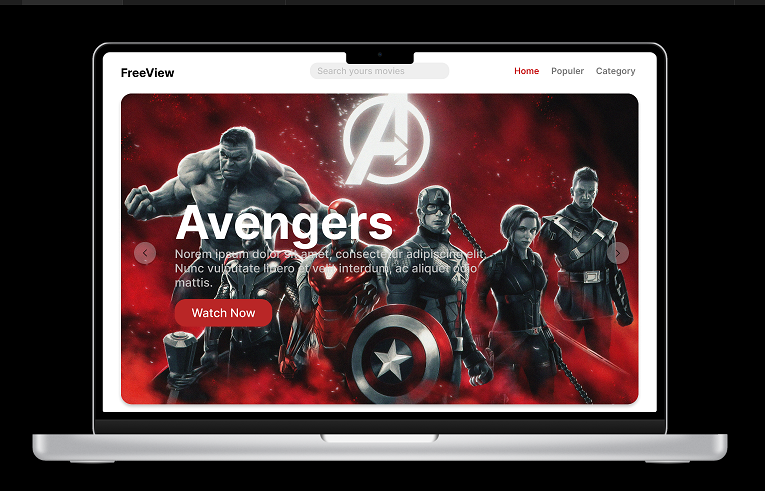 FreeView
Search yours movies
Home Populer Category
Avengers
Norem ipsum dolor sit amet, consectetur adipiscing elit.
Nunc vulputate libero et velit interdum, ac aliquet odio
mattis.
Watch Now